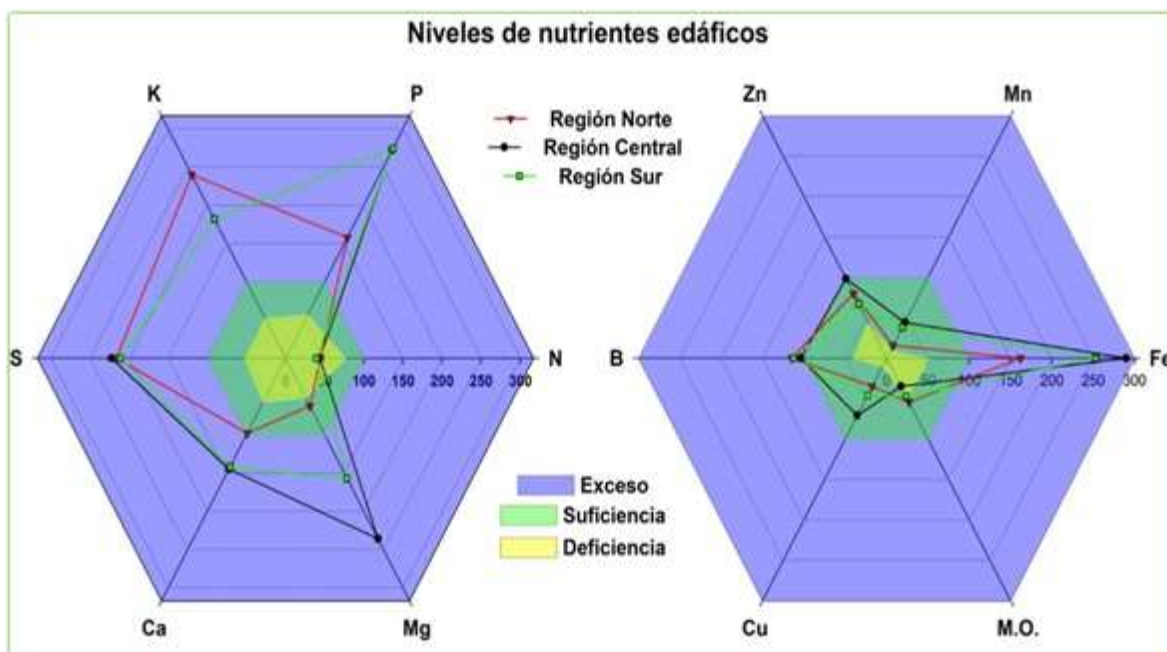 Niveles de nutrientes edáficos
K
P
Zn
Mn
Región Norte
Región Central
Región Sur
S
N
B
Fe
0 50 100 150 200 250 300
0 50 100 150 200 250 300
Exceso
Suficiencia
Deficiencia
Ca
Mg
Cu
M.O.